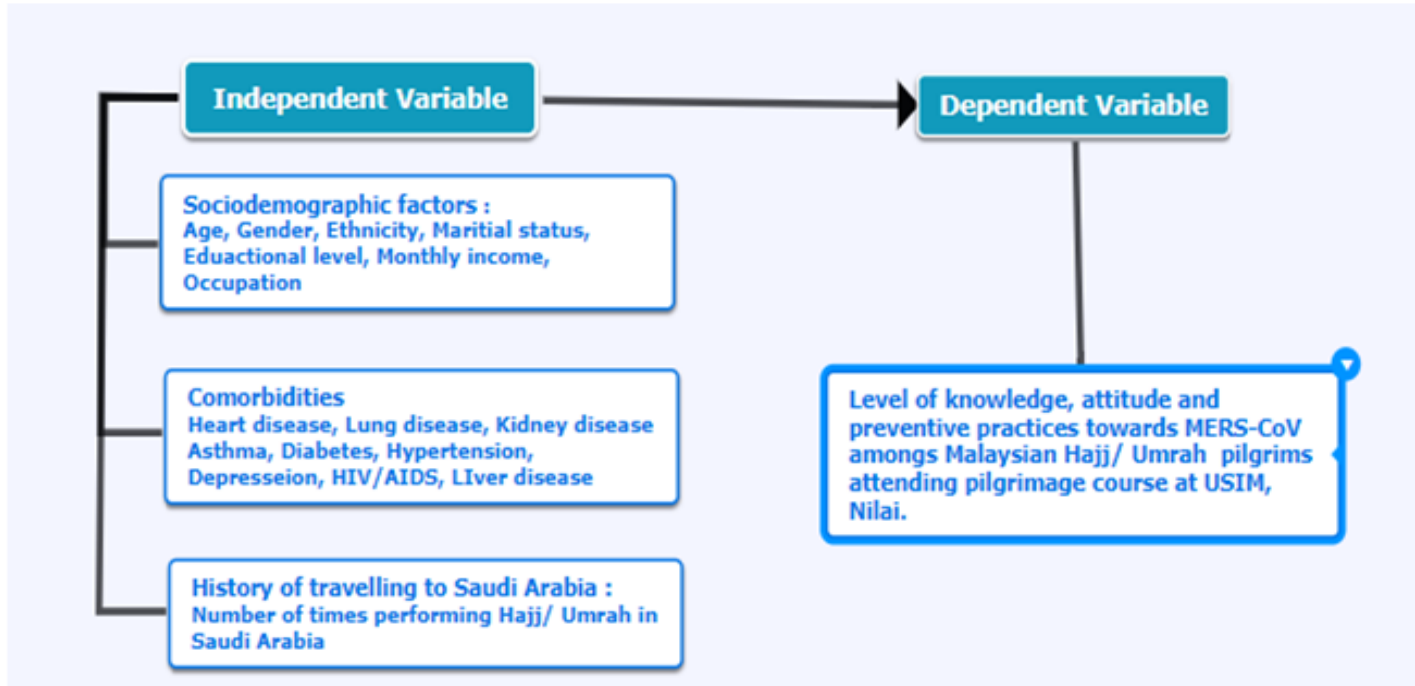 Independent Variable
Dependent Variable
Sociodemographic factors :
Age, Gender, Ethnicity, Maritial status,
Eduactional level, Monthly income,
Occupation
Comorbidities
Heart disease, Lung disease, Kidney disease
Asthma, Diabetes, Hypertension,
Depresseion, HIV/AIDS, LIver disease
History of travelling to Saudi Arabia :
Number of times performing Hajj/ Umrah in
Saudi Arabia
Level of knowledge, attitude and
preventive practices towards MERS-CoV
amongs Malaysian Hajj/ Umrah pilgrims
attending pilgrimage course at USIM,
Nilai.